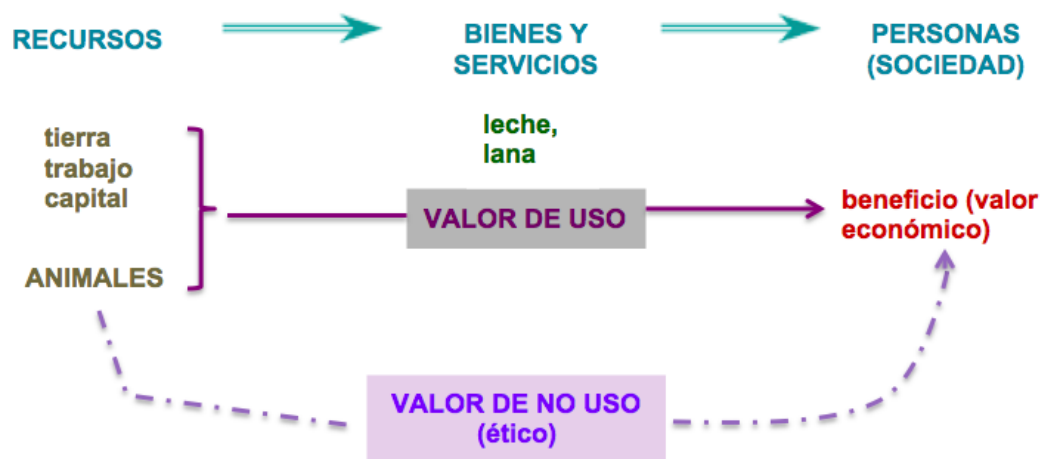 RECURSOS
BIENES Y
SERVICIOS
PERSONAS
(SOCIEDAD)
tierra
trabajo
capital
leche,
lana
VALOR DE USO
beneficio (valor
económico)
ANIMALES
VALOR DE NO USO
(ético)